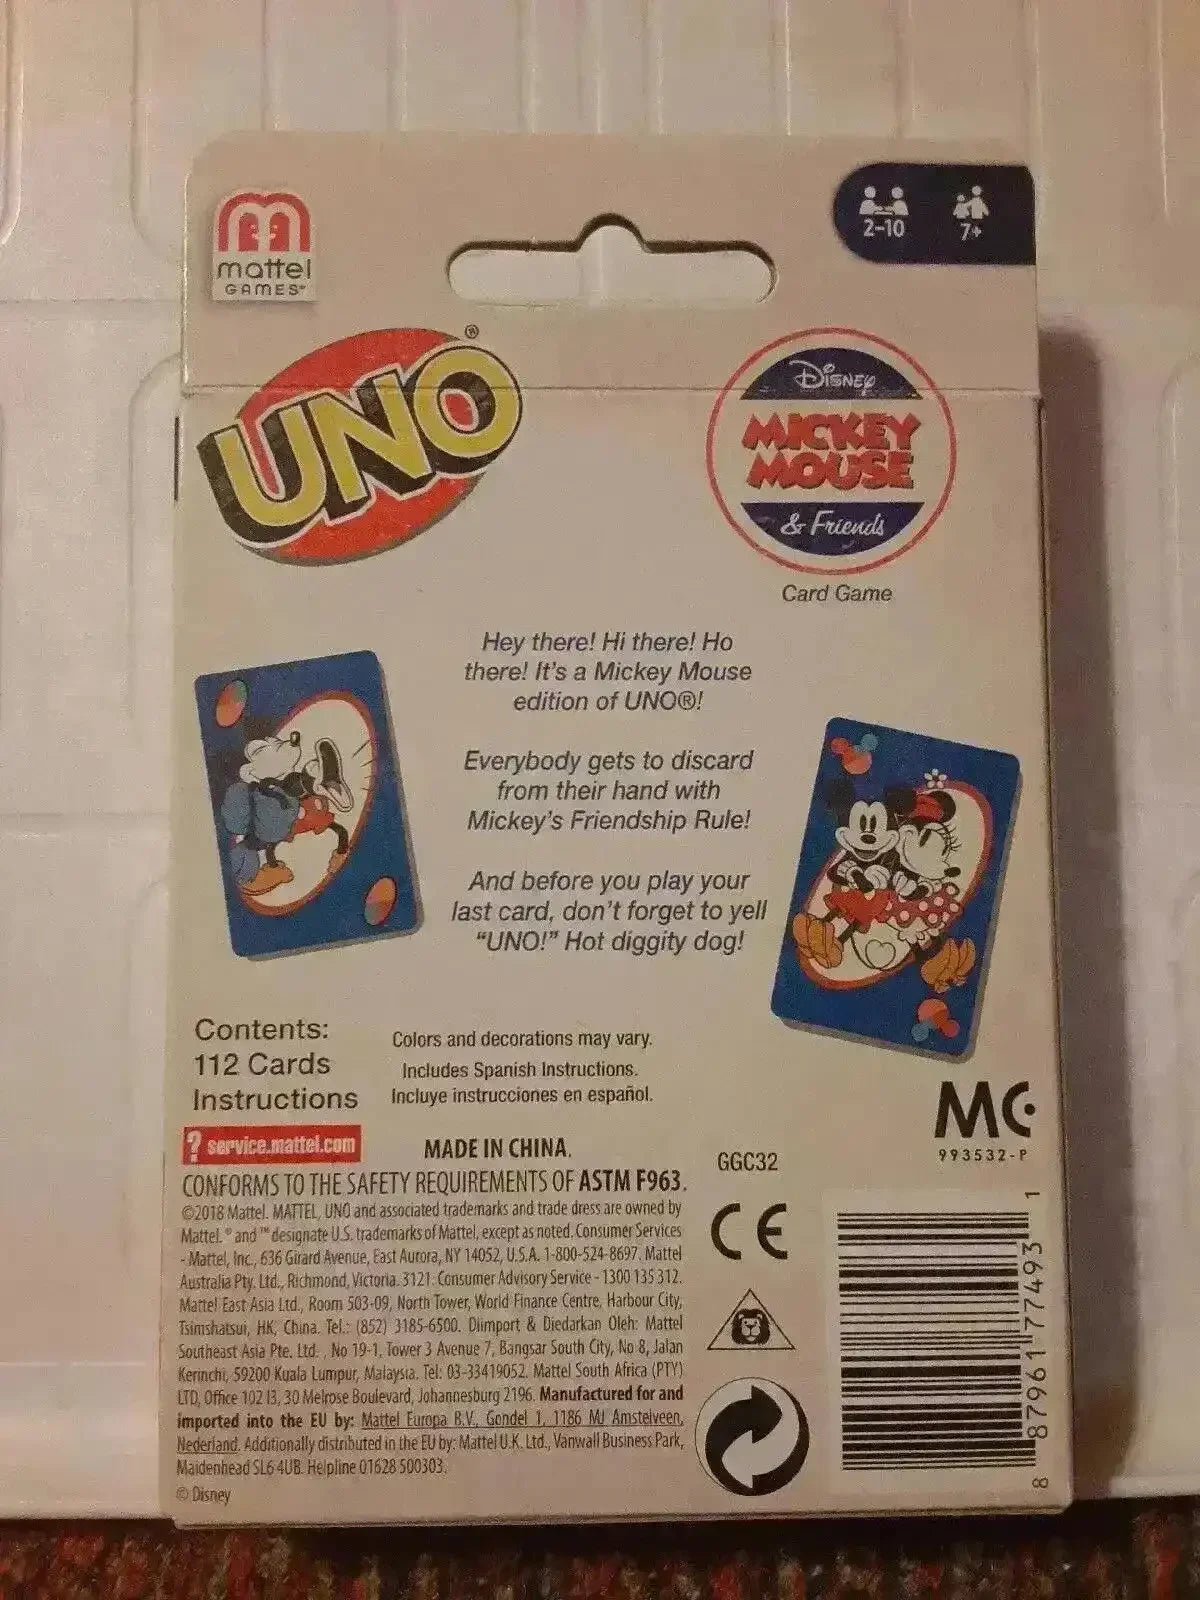 mattel
GAMES
2-10
7+
UNO®
Disney
MICKEY
MOUSE
& Friends
Card Game
Hey there! Hi there! Ho
there! It's a Mickey Mouse
edition of UNO®!
Everybody gets to discard
from their hand with
Mickey's Friendship Rule!
And before you play your
last card, don't forget to yell
“UNO!” Hot diggity dog!
Contents:
112 Cards
Instructions
Colors and decorations may vary.
Includes Spanish Instructions.
Incluye instrucciones en español.
? service.mattel.com
MADE IN CHINA.
CONFORMS TO THE SAFETY REQUIREMENTS OF ASTM F963.
©2018 Mattel. MATTEL, UNO and associated trademarks and trade dress are owned by
Mattel. ® and ™ designate U.S. trademarks of Mattel, except as noted. Consumer Services
- Mattel, Inc., 636 Girard Avenue, East Aurora, NY 14052, U.S.A. 1-800-524-8697. Mattel
Australia Pty. Ltd., Richmond, Victoria. 3121. Consumer Advisory Service - 1300 135 312.
Mattel East Asia Ltd., Room 503-09, North Tower, World Finance Centre, Harbour City,
Tsimshatsui, HK, China. Tel.: (852) 3185-6500. Diimport & Diedarkan Oleh: Mattel
Southeast Asia Pte. Ltd., No 19-1, Tower 3 Avenue 7, Bangsar South City, No 8, Jalan
Kerinchi, 59200 Kuala Lumpur, Malaysia. Tel: 03-33419052. Mattel South Africa (PTY)
LTD, Office 102 I3, 30 Melrose Boulevard, Johannesburg 2196. Manufactured for and
imported into the EU by: Mattel Europa B.V., Gondel 1, 1186 MJ Amstelveen,
Nederland. Additionally distributed in the EU by: Mattel U.K. Ltd., Vanwall Business Park,
Maidenhead SL6 4UB. Helpline 01628 500303.
© Disney
GGC32
CE
MC
993532-P
8 87961 77493 1